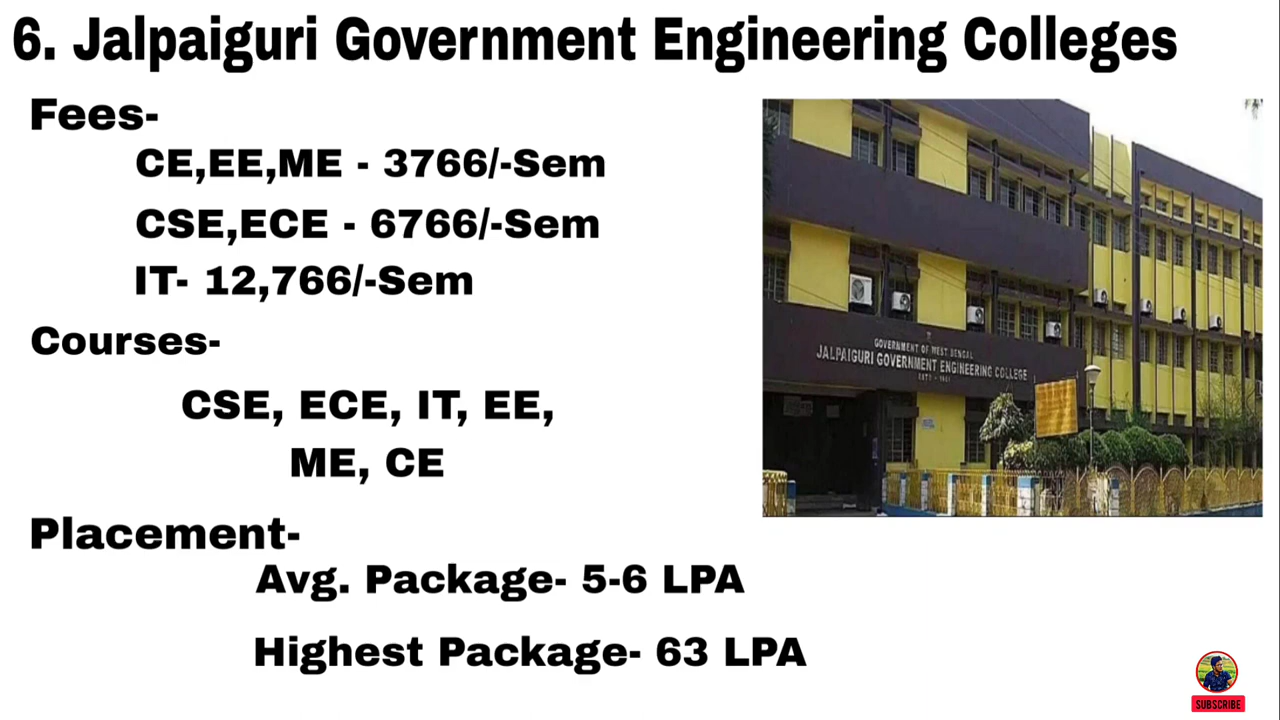 6. Jalpaiguri Government Engineering Colleges
Fees-
CE,EE,ME - 3766/-Sem
CSE,ECE - 6766/-Sem
IT- 12,766/-Sem
Courses-
CSE, ECE, IT, EE,
ME, CE
Placement-
Avg. Package- 5-6 LPA
Highest Package- 63 LPA
GOVERNMENT OF WEST BENGAL
JALPAIGURI GOVERNMENT ENGINEERING COLLEGE
SUBSCRIBE